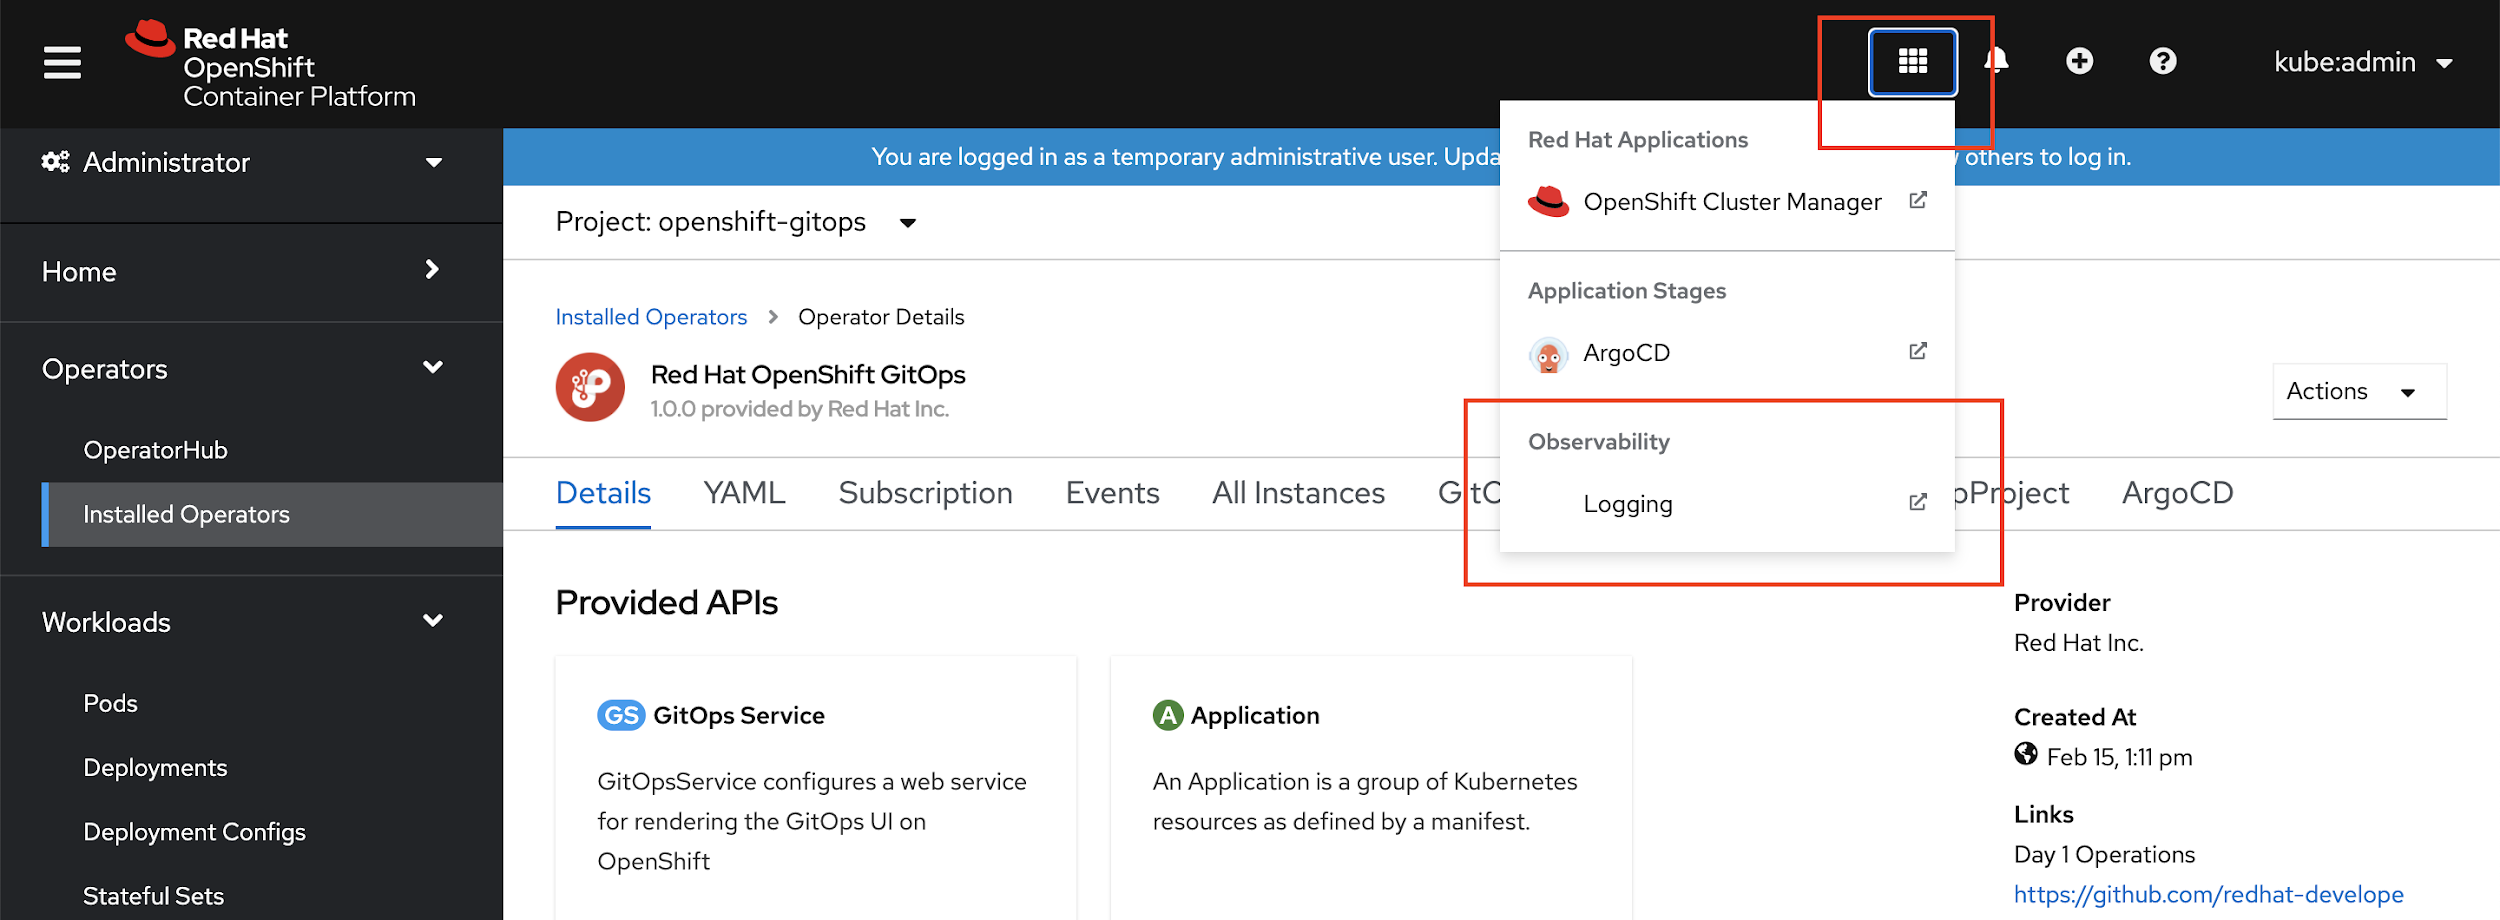 Red Hat
OpenShift
Container Platform
kube:admin
Administrator
Home
Operators
OperatorHub
Installed Operators
Workloads
Pods
Deployments
Deployment Configs
Stateful Sets
You are logged in as a temporary administrative user.
others to log in.
Project: openshift-gitops
Installed Operators > Operator Details
Red Hat OpenShift GitOps
1.0.0 provided by Red Hat Inc.
Actions
Red Hat Applications
OpenShift Cluster Manager
Application Stages
ArgoCD
Observability
Logging
Details YAML Subscription Events All Instances ArgoCD
Provided APIs
GS GitOps Service
GitOpsService configures a web service
for rendering the GitOps UI on
OpenShift
A Application
An Application is a group of Kubernetes
resources as defined by a manifest.
Provider
Red Hat Inc.
Created At
Feb 15, 1:11 pm
Links
Day 1 Operations
https://github.com/redhat-develope